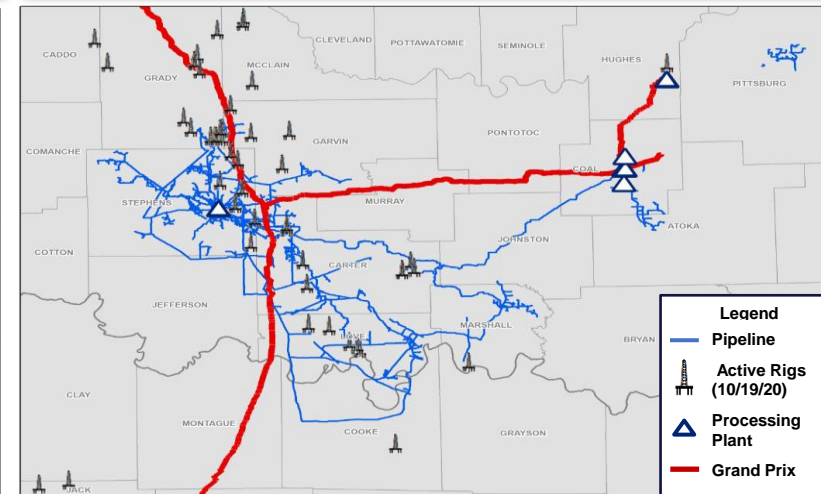 CLEVELAND
POTTAWATOMIE
SEMINOLE
CADDO
HUGHES
MCCLAIN
GRADY
PITTSBURG
PONTOTOC
GARVIN
COMANCHE
COAL
MURRAY
STEPHENS
ATOKA
JOHNSTON
COTTON
CARTER
JEFFERSON
MARSHALL
LOVE
BRYAN
CLAY
MONTAGUE
COOKE
GRAYSON
JACK
Legend
Pipeline
Active Rigs
(10/19/20)
Processing
Plant
Grand Prix